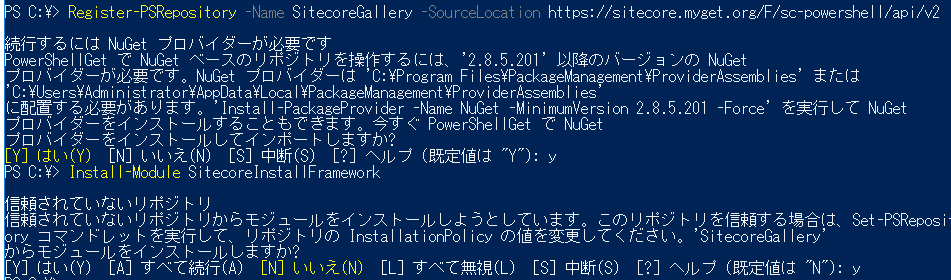 PS C:¥> Register-PSRepository -Name SitecoreGallery -SourceLocation https://sitecore.myget.org/F/sc-powershell/api/v2
続行するには NuGet プロバイダーが必要です
PowerShellGet で NuGet ベースのリポジトリを操作するには、'2.8.5.201' 以降のバージョンの NuGet
プロバイダーが必要です。NuGet プロバイダーは 'C:¥Program Files¥PackageManagement¥ProviderAssemblies' または
'C:¥Users¥Administrator¥AppData¥Local¥PackageManagement¥ProviderAssemblies'
に配置する必要があります。'Install-PackageProvider -Name NuGet -MinimumVersion 2.8.5.201 -Force' を実行して NuGet
プロバイダーをインストールすることもできます。今すぐ PowerShellGet で NuGet
プロバイダーをインストールしてインポートしますか?
[Y] はい(Y)  [N] いいえ(N)  [S] 中断(S)  [?] ヘルプ (既定値は "Y"): y
PS C:¥> Install-Module SitecoreInstallFramework
信頼されていないリポジトリ
信頼されていないリポジトリからモジュールをインストールしようとしています。このリポジトリを信頼する場合は、Set-PSReposit
ory コマンドレットを実行して、リポジトリの InstallationPolicy の値を変更してください。'SitecoreGallery'
からモジュールをインストールしますか?
[Y] はい(Y)  [A] すべて続行(A)  [N] いいえ(N)  [L] すべて無視(L)  [S] 中断(S)  [?] ヘルプ (既定値は "N"): y